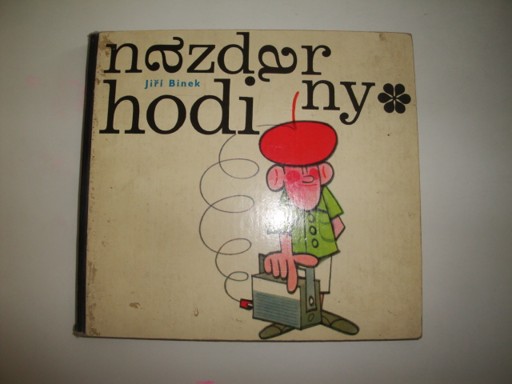 nazdar
Jiří Binek
hodi
ny